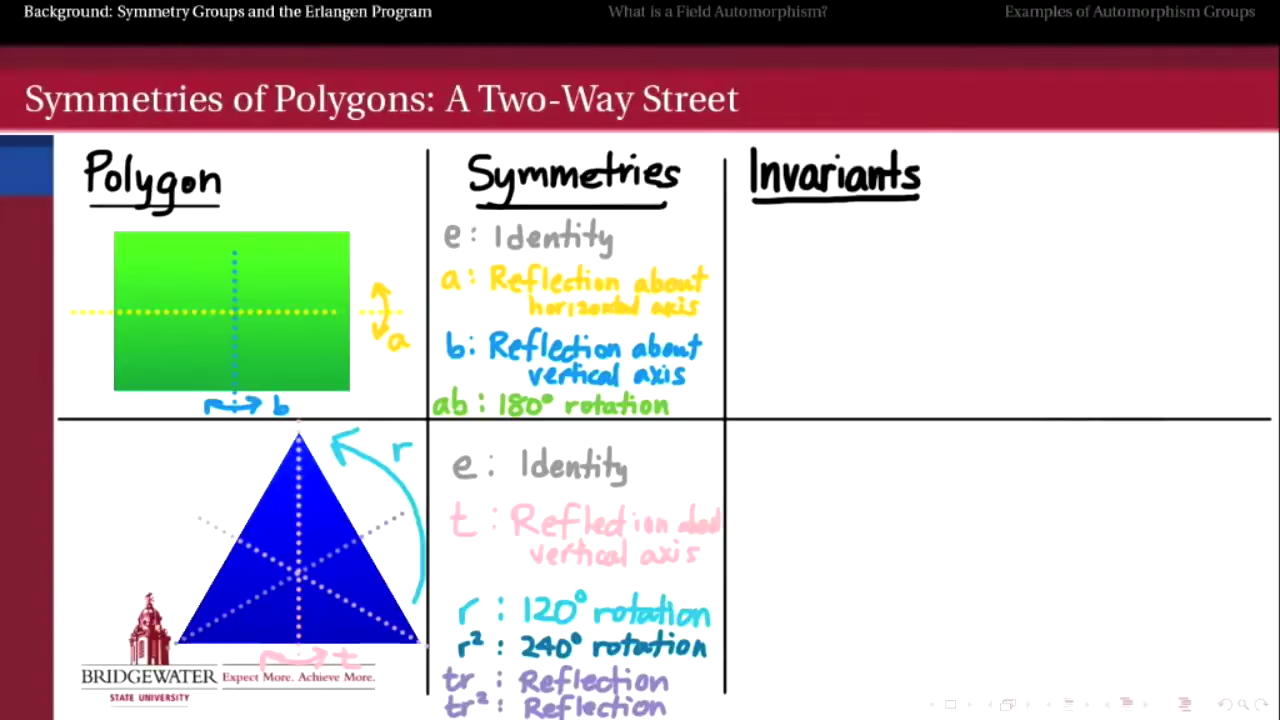 Background: Symmetry Groups and the Erlangen Program
What is a Field Automorphism?
Examples of Automorphism Groups
Symmetries of Polygons: A Two-Way Street
Polygon
Symmetries
Invariants
a
b
e: Identity
a: Reflection about
horizontal axis
b: Reflection about
vertical axis
ab: 180° rotation
r
t
e: Identity
t: Reflection about
vertical axis
r: 120° rotation
r²: 240° rotation
tr: Reflection
tr²: Reflection
BRIDGEWATER
STATE UNIVERSITY
Expect More. Achieve More.